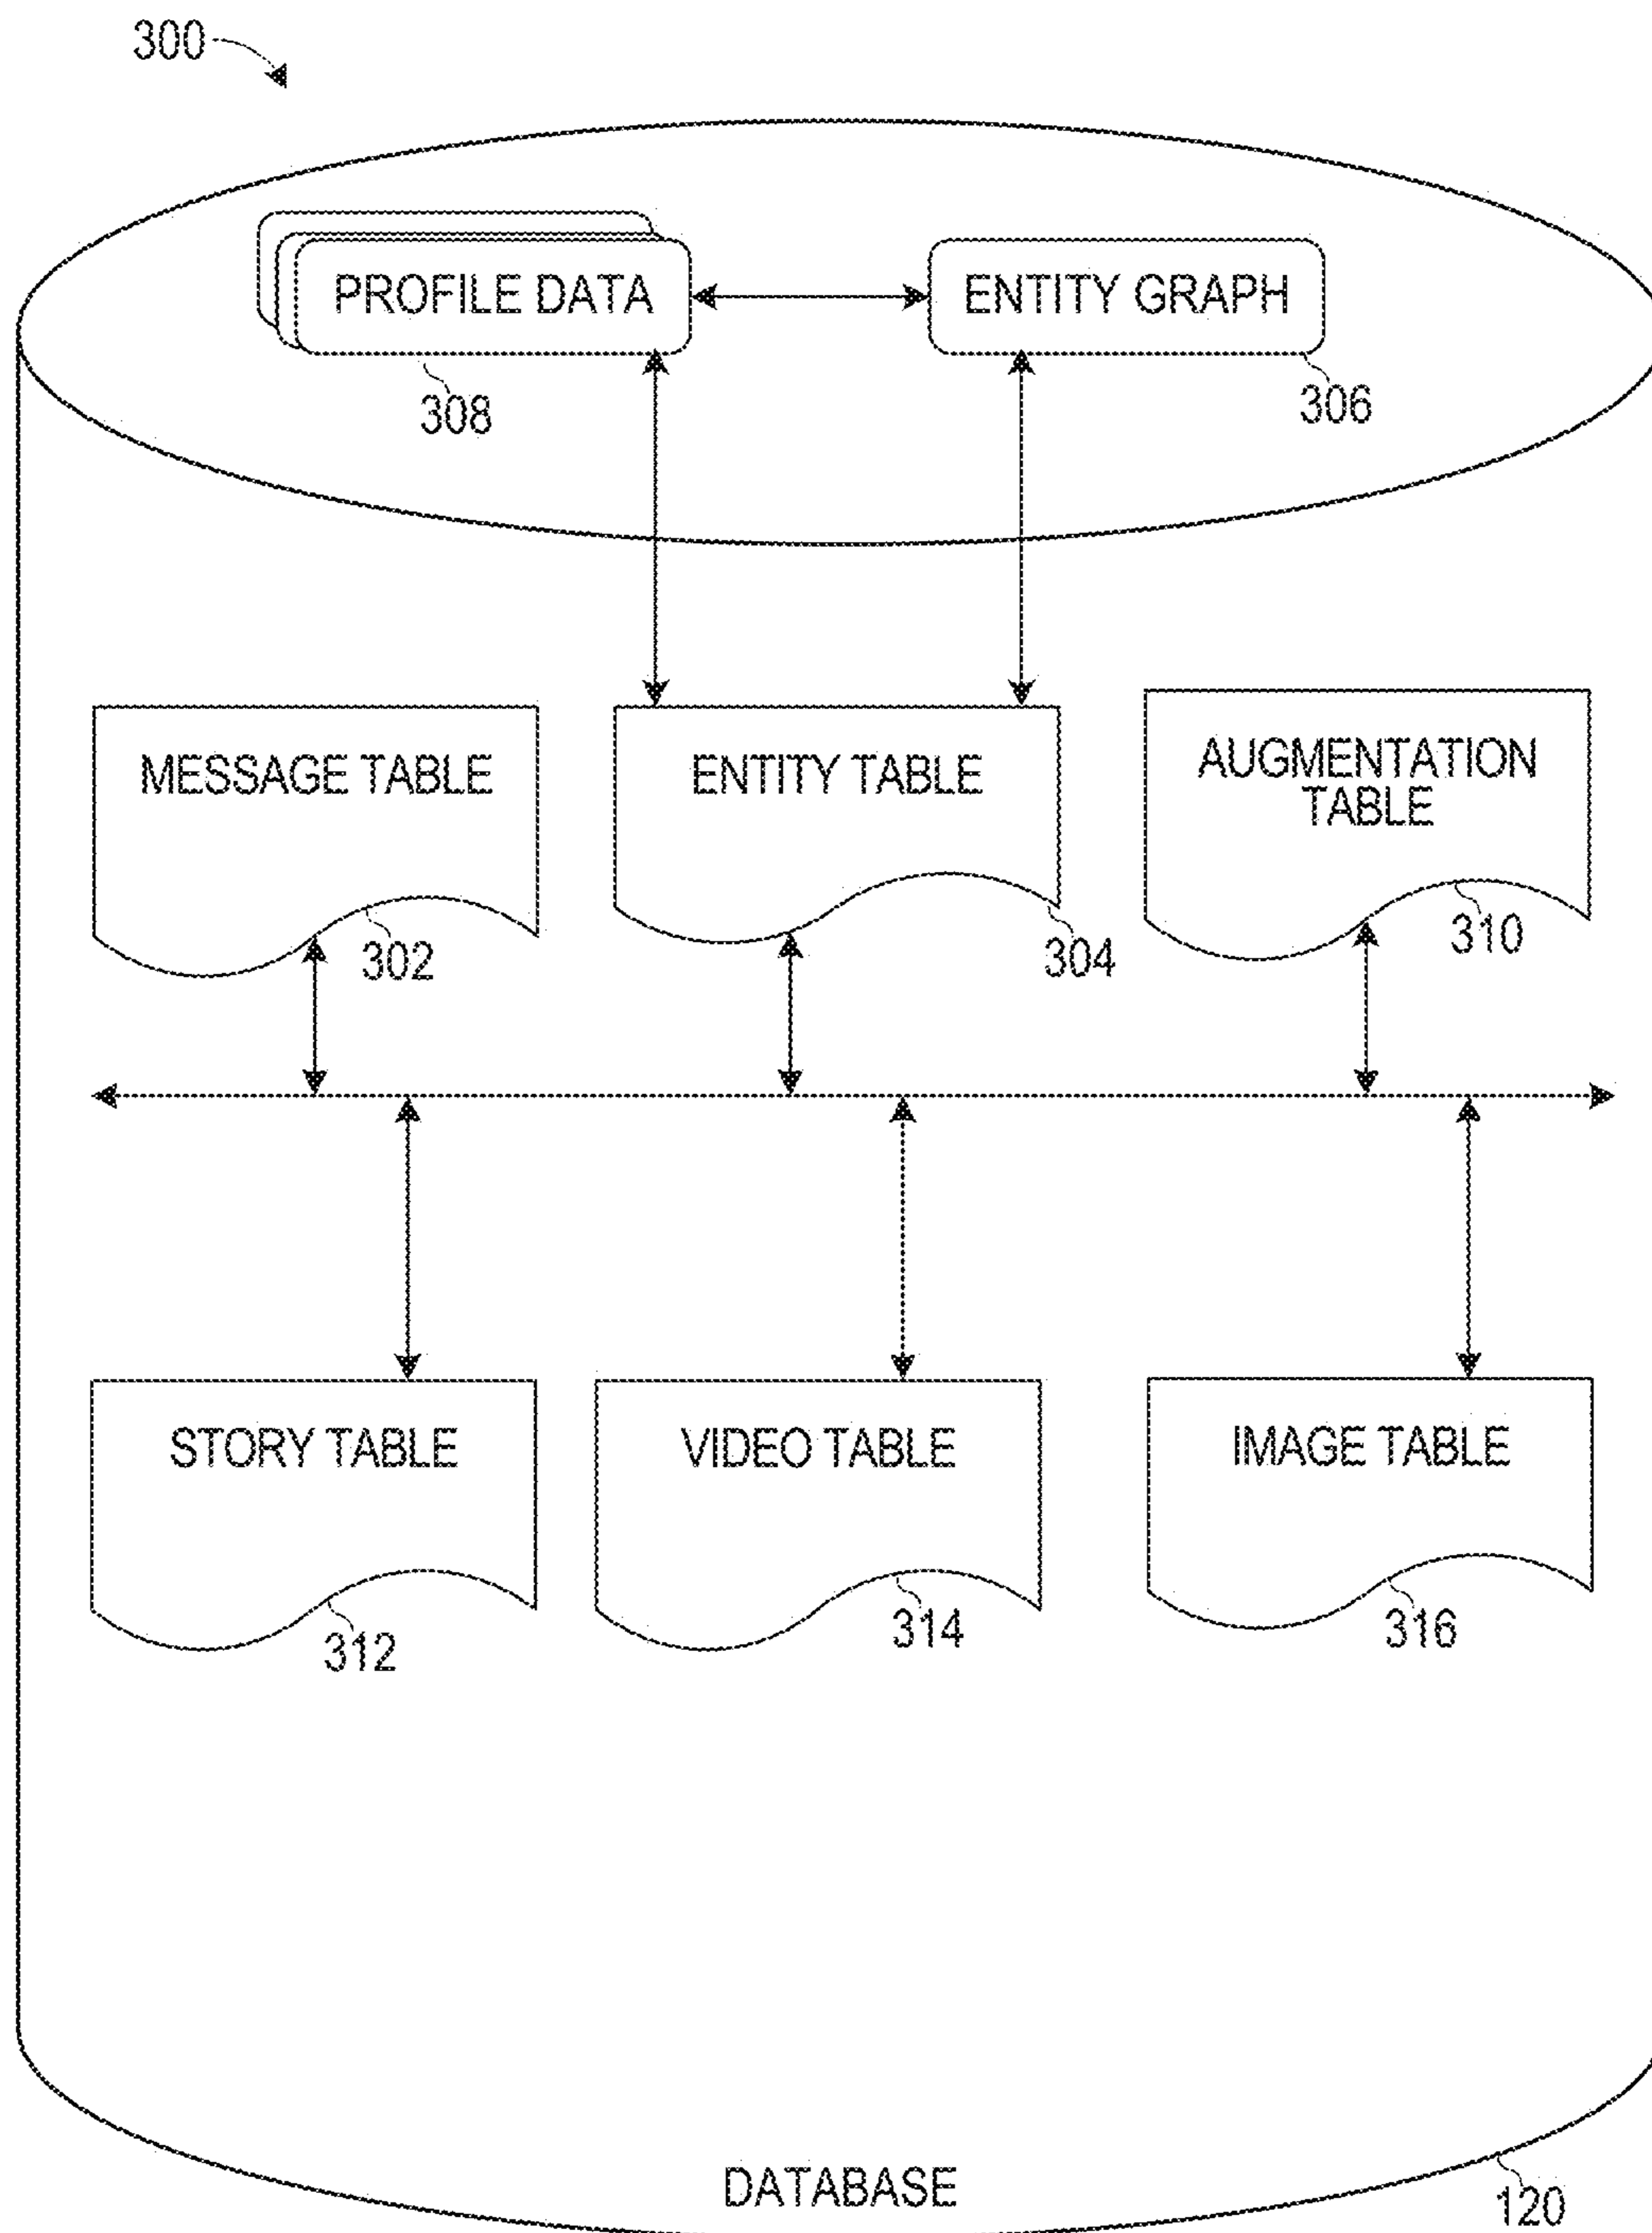 300
PROFILE DATA
ENTITY GRAPH
308
306
MESSAGE TABLE
ENTITY TABLE
AUGMENTATION
TABLE
302
304
310
STORY TABLE
VIDEO TABLE
IMAGE TABLE
312
314
316
DATABASE
120